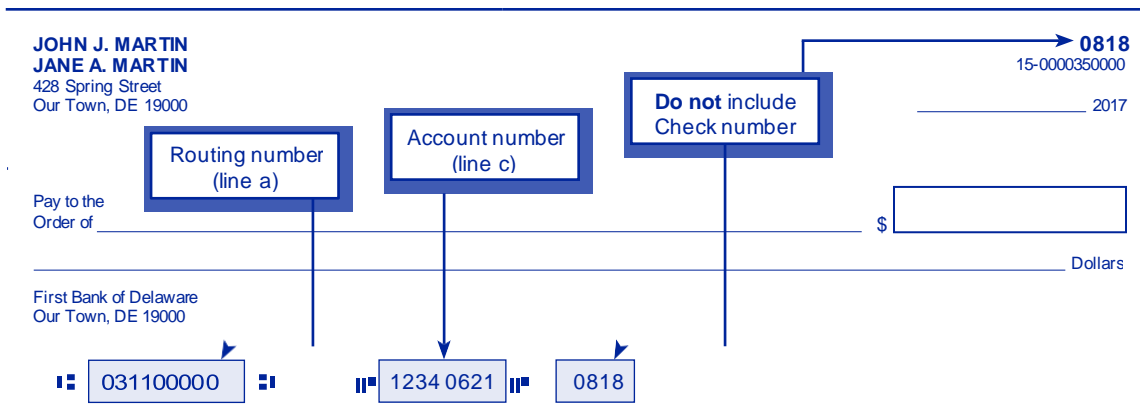 JOHN J. MARTIN
JANE A. MARTIN
428 Spring Street
Our Town, DE 19000
0818
15-0000350000
2017
Routing number
(line a)
Account number
(line c)
Do not include
Check number
Pay to the
Order of
$
Dollars
First Bank of Delaware
Our Town, DE 19000
031100000
1234 0621
0818